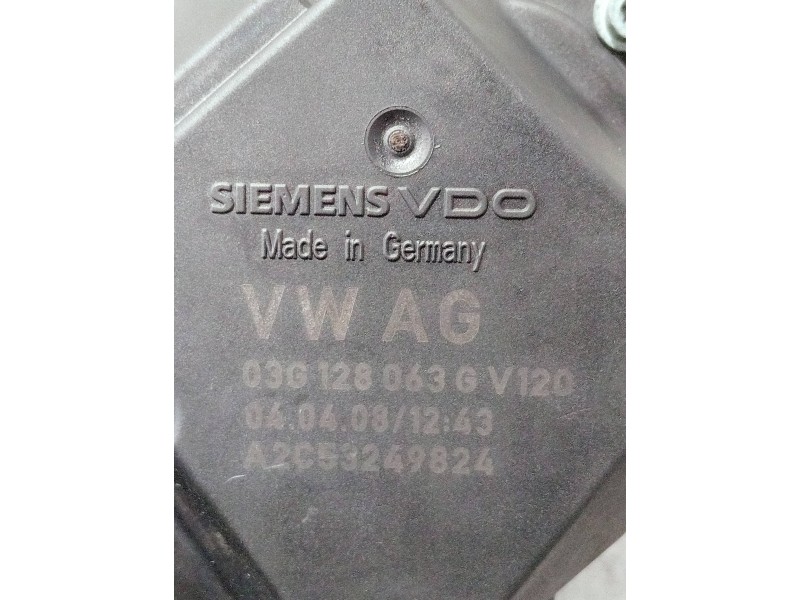 SIEMENS VDO
Made in Germany
VW AG
03G 128 063 G V120
04.04.08/12:43
A2C53249824